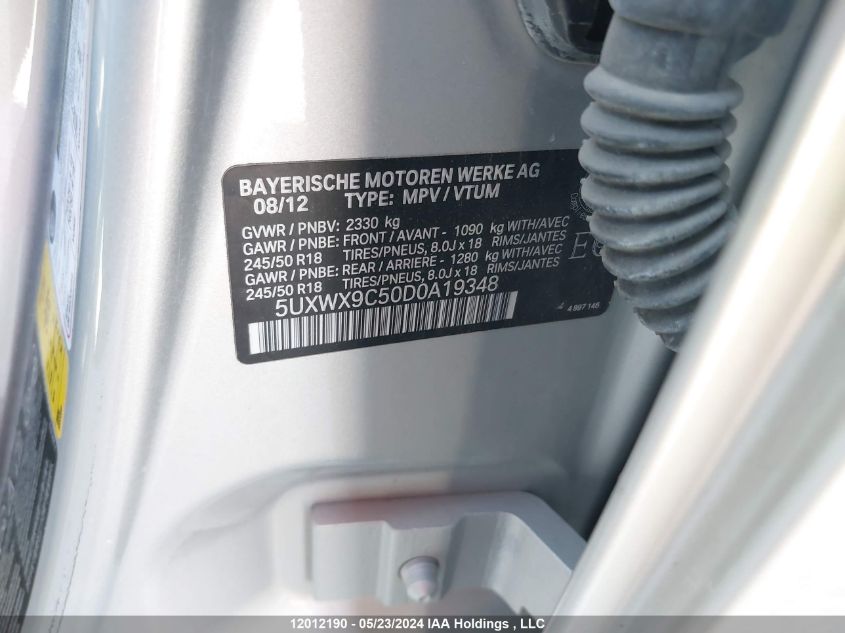 BAYERISCHE MOTOREN WERKE AG
08/12 TYPE: MPV / VTUM
GVWR / PNBV: 2330 kg
GAWR / PNBE: FRONT / AVANT - 1090 kg WITH/AVEC
245/50 R18 TIRES/PNEUS, 8.0J x 18 RIMS/JANTES
GAWR / PNBE: REAR / ARRIERE - 1280 kg WITH/AVEC
245/50 R18 TIRES/PNEUS, 8.0J x 18 RIMS/JANTES
E
5UXWX9C50D0A19348
4 997 146
12012190 - 05/23/2024 IAA Holdings , LLC